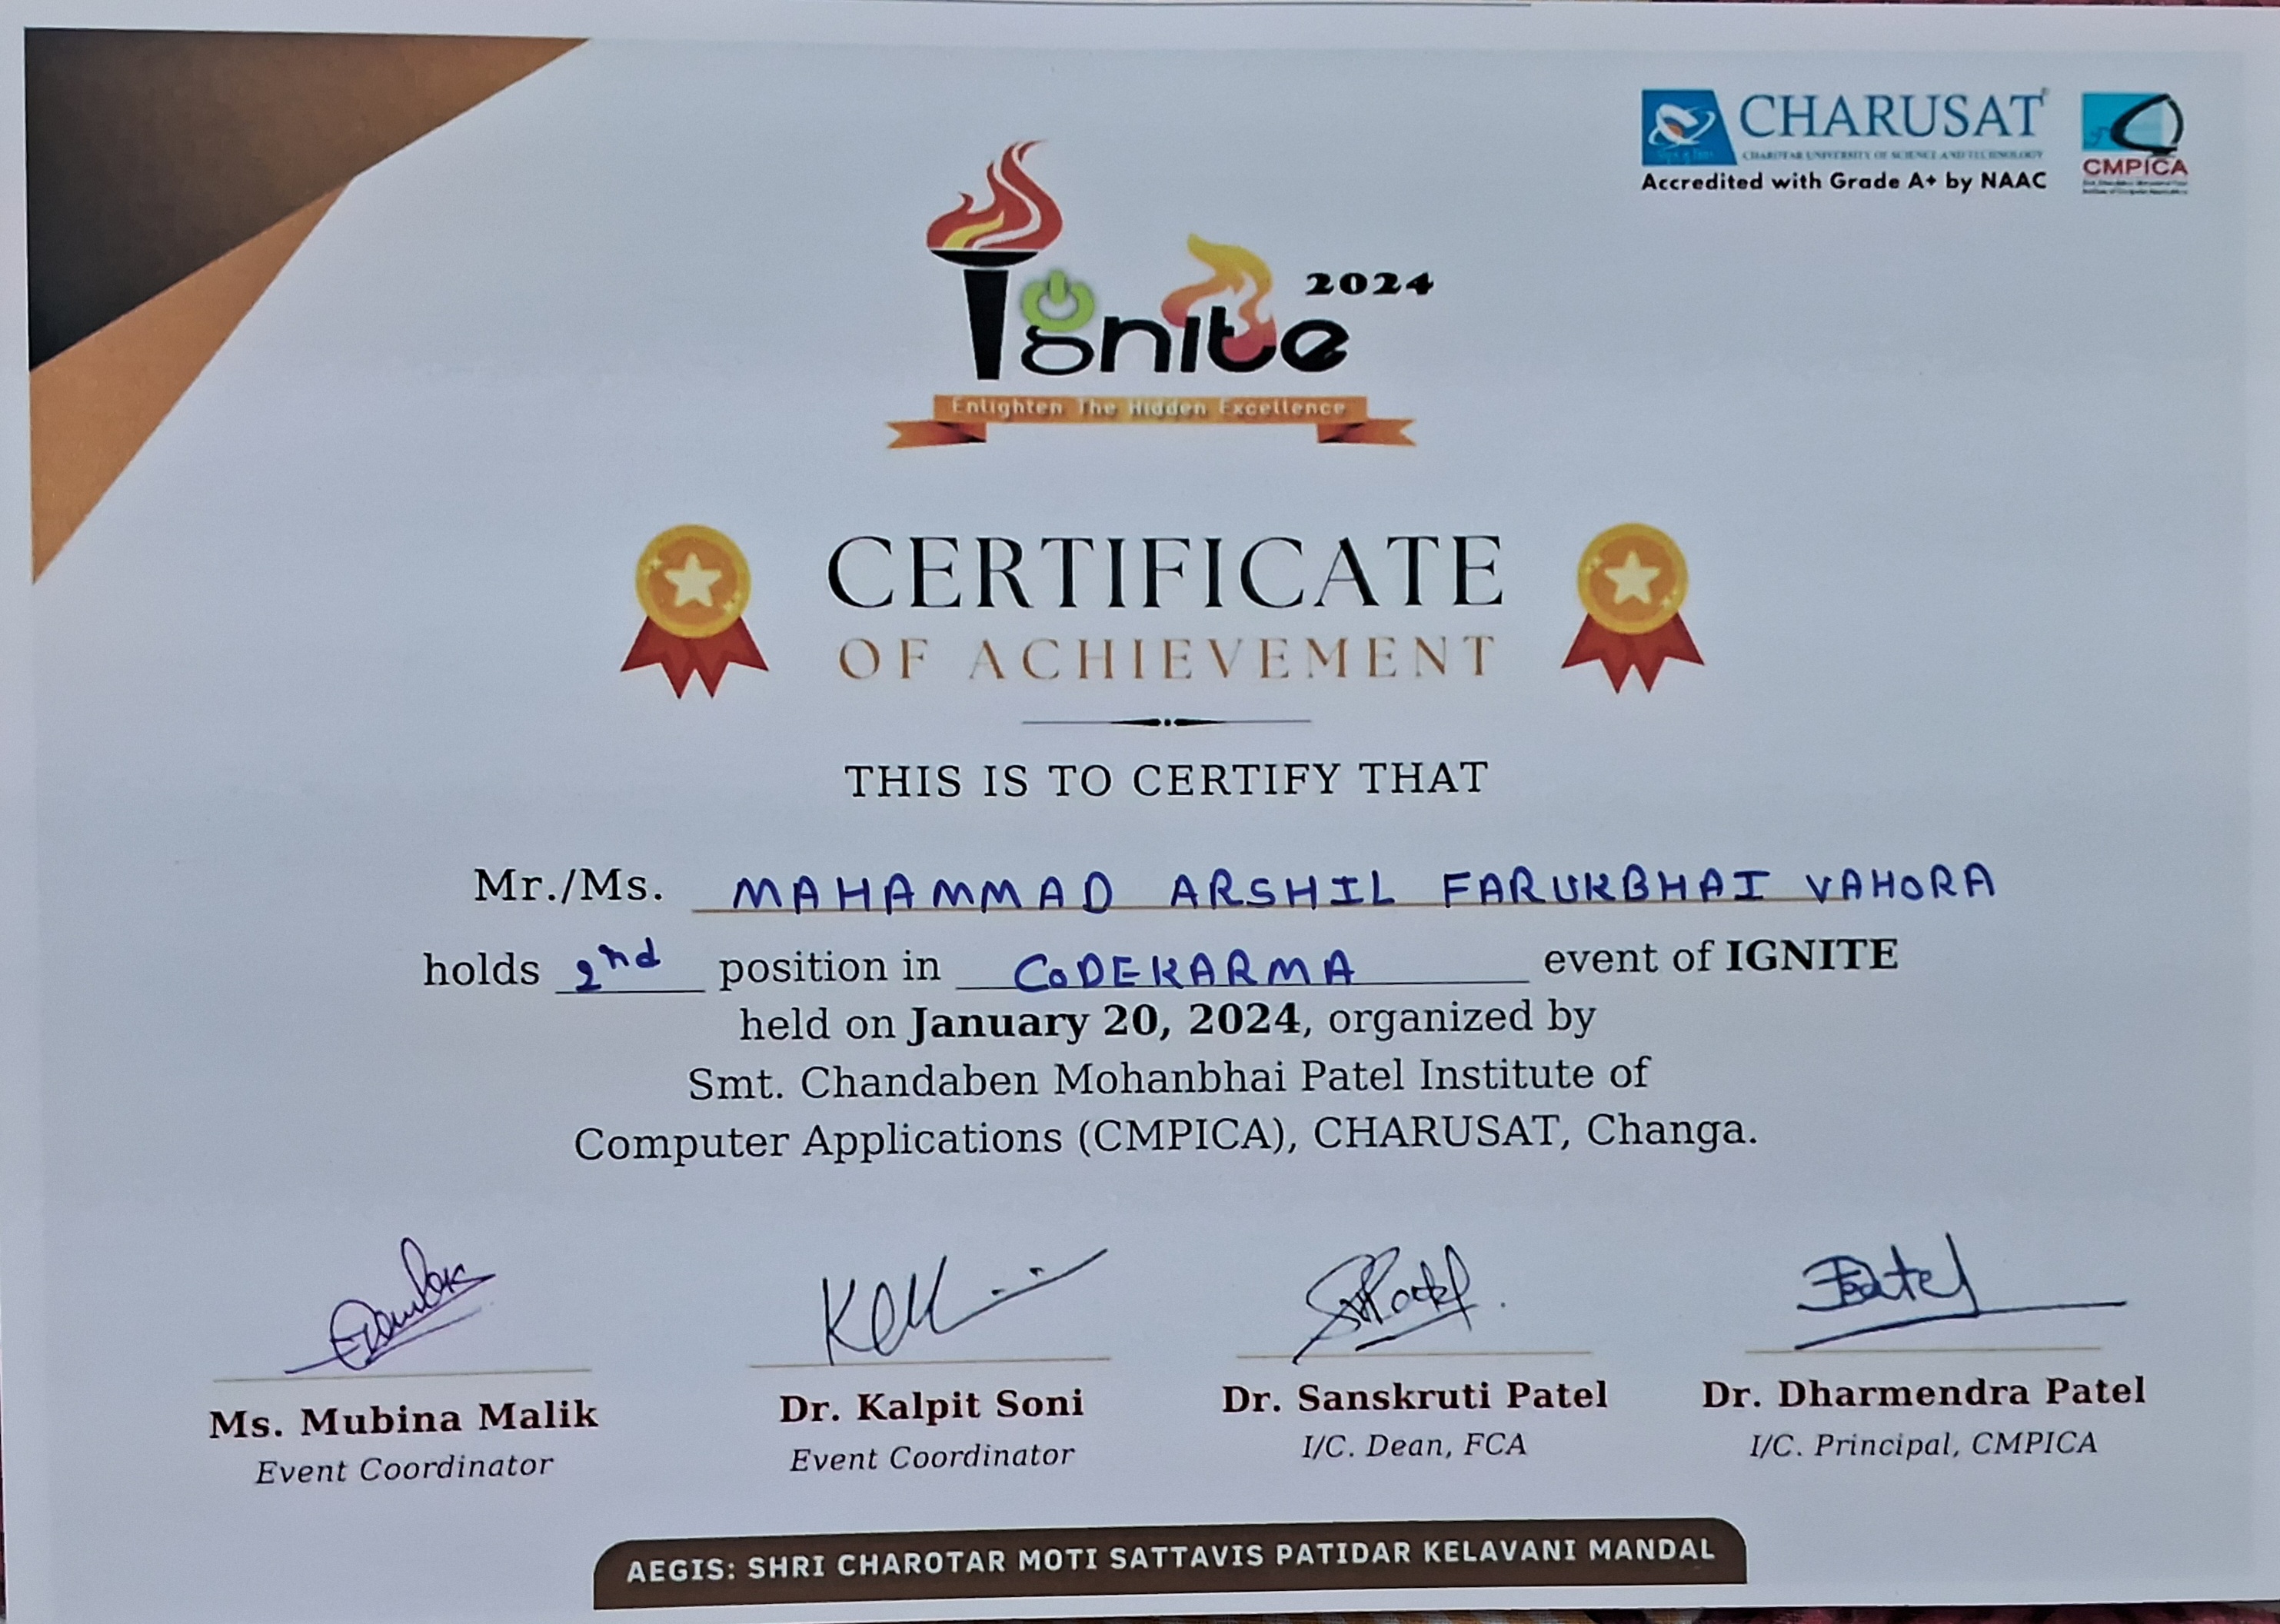 CHARUSAT
CHAROTAR UNIVERSITY OF SCIENCE AND TECHNOLOGY
Accredited with Grade A+ by NAAC
CMPICA
Ignite 2024
Enlighten The Hidden Excellence
CERTIFICATE
OF ACHIEVEMENT
THIS IS TO CERTIFY THAT
Mr./Ms. MAHAMMAD ARSHIL FARUKBHAI VAHORA
holds 2nd position in CODEKARMA event of IGNITE
held on January 20, 2024, organized by
Smt. Chandaben Mohanbhai Patel Institute of
Computer Applications (CMPICA), CHARUSAT, Changa.
Ms. Mubina Malik
Event Coordinator
Dr. Kalpit Soni
Event Coordinator
Dr. Sanskruti Patel
I/C. Dean, FCA
Dr. Dharmendra Patel
I/C. Principal, CMPICA
AEGIS: SHRI CHAROTAR MOTI SATTAVIS PATIDAR KELAVANI MANDAL